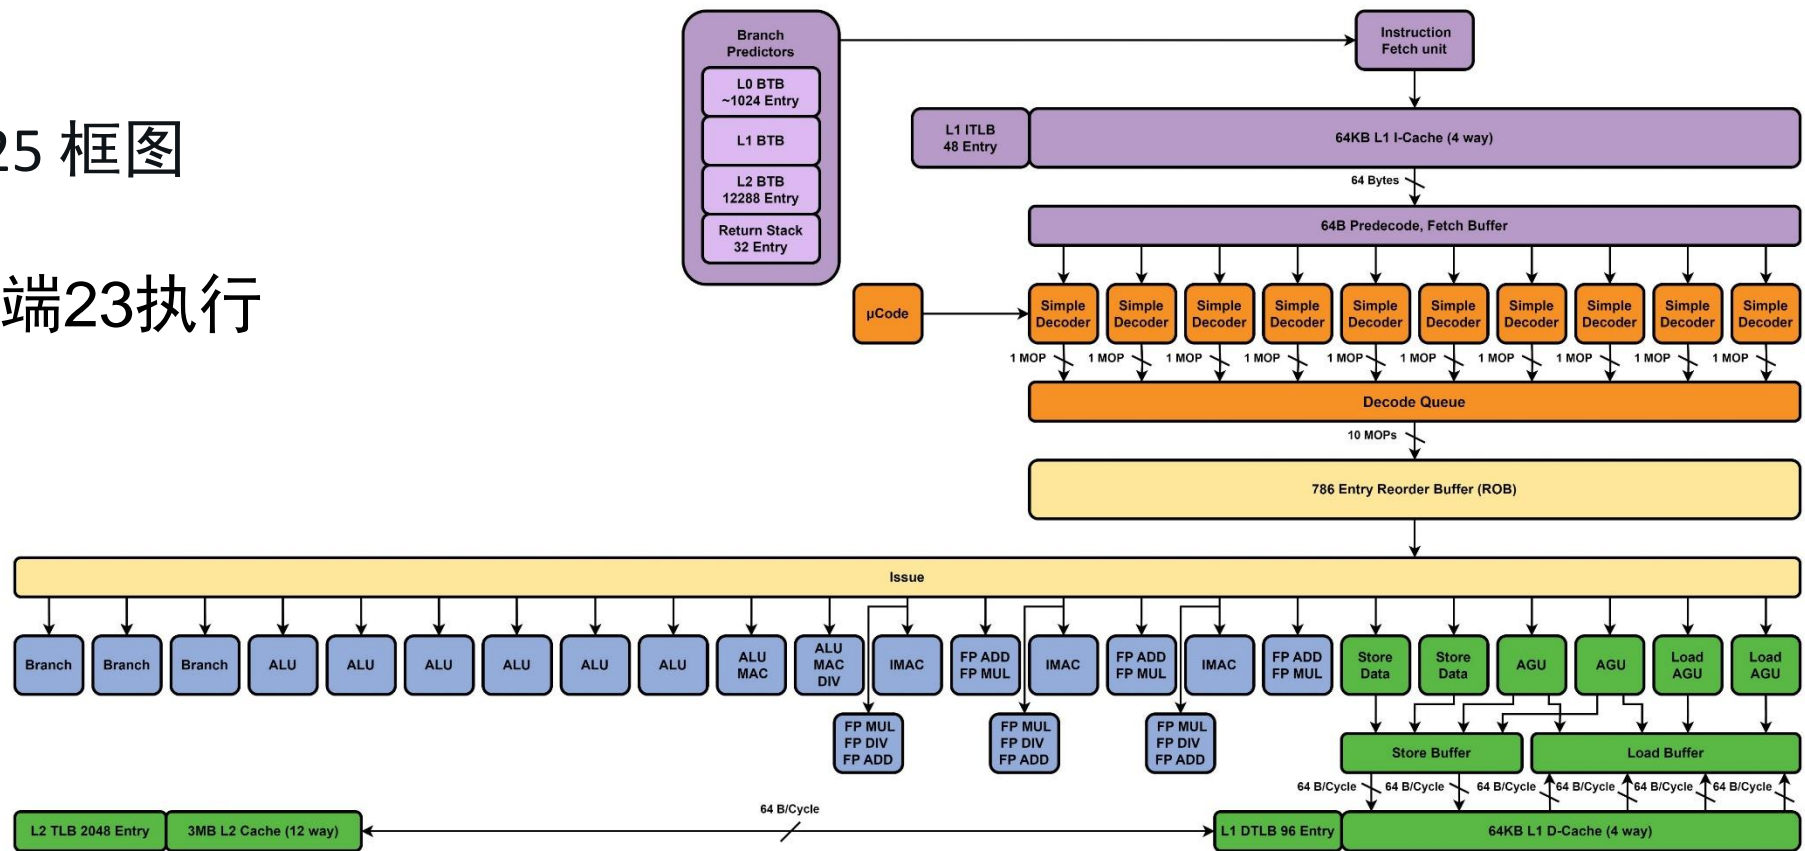 25 框图
端23执行
Branch
Predictors
L0 BTB
~1024 Entry
L1 BTB
L2 BTB
12288 Entry
Return Stack
32 Entry
Instruction
Fetch unit
L1 ITLB
48 Entry
64KB L1 I-Cache (4 way)
64 Bytes
64B Predecode, Fetch Buffer
µCode
Simple
Decoder
Simple
Decoder
Simple
Decoder
Simple
Decoder
Simple
Decoder
Simple
Decoder
Simple
Decoder
Simple
Decoder
Simple
Decoder
Simple
Decoder
1 MOP
1 MOP
1 MOP
1 MOP
1 MOP
1 MOP
1 MOP
1 MOP
1 MOP
1 MOP
Decode Queue
10 MOPs
786 Entry Reorder Buffer (ROB)
Issue
Branch
Branch
Branch
ALU
ALU
ALU
ALU
ALU
ALU
ALU
MAC
ALU
MAC
DIV
IMAC
FP ADD
FP MUL
IMAC
FP ADD
FP MUL
IMAC
FP ADD
FP MUL
Store
Data
Store
Data
AGU
AGU
Load
AGU
Load
AGU
FP MUL
FP DIV
FP ADD
FP MUL
FP DIV
FP ADD
FP MUL
FP DIV
FP ADD
Store Buffer
Load Buffer
64 B/Cycle
64 B/Cycle
64 B/Cycle
64 B/Cycle
64 B/Cycle
64 B/Cycle
L2 TLB 2048 Entry
3MB L2 Cache (12 way)
64 B/Cycle
L1 DTLB 96 Entry
64KB L1 D-Cache (4 way)